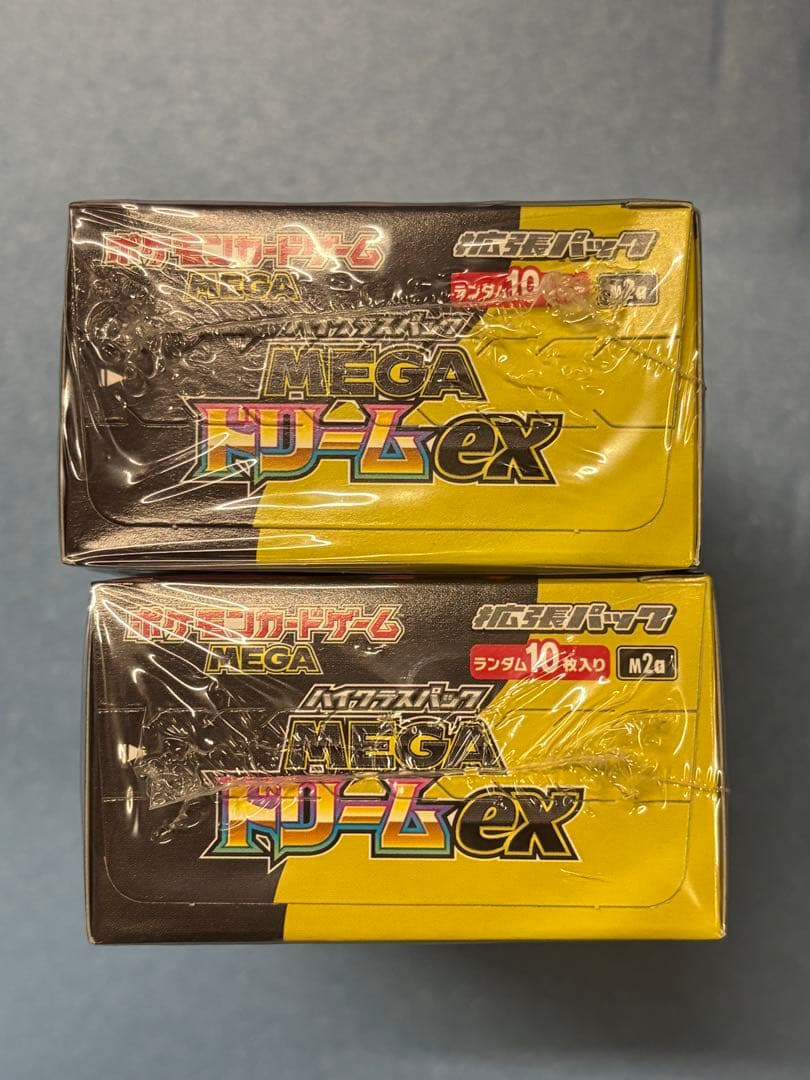 ポケモンカードゲーム
MEGA
拡張パック
ランダム10
M2a
ハイクラスパック
MEGA
ドリームex
ポケモンカードゲーム
MEGA
拡張パック
ランダム10枚入り
M2a
ハイクラスパック
MEGA
ドリームex